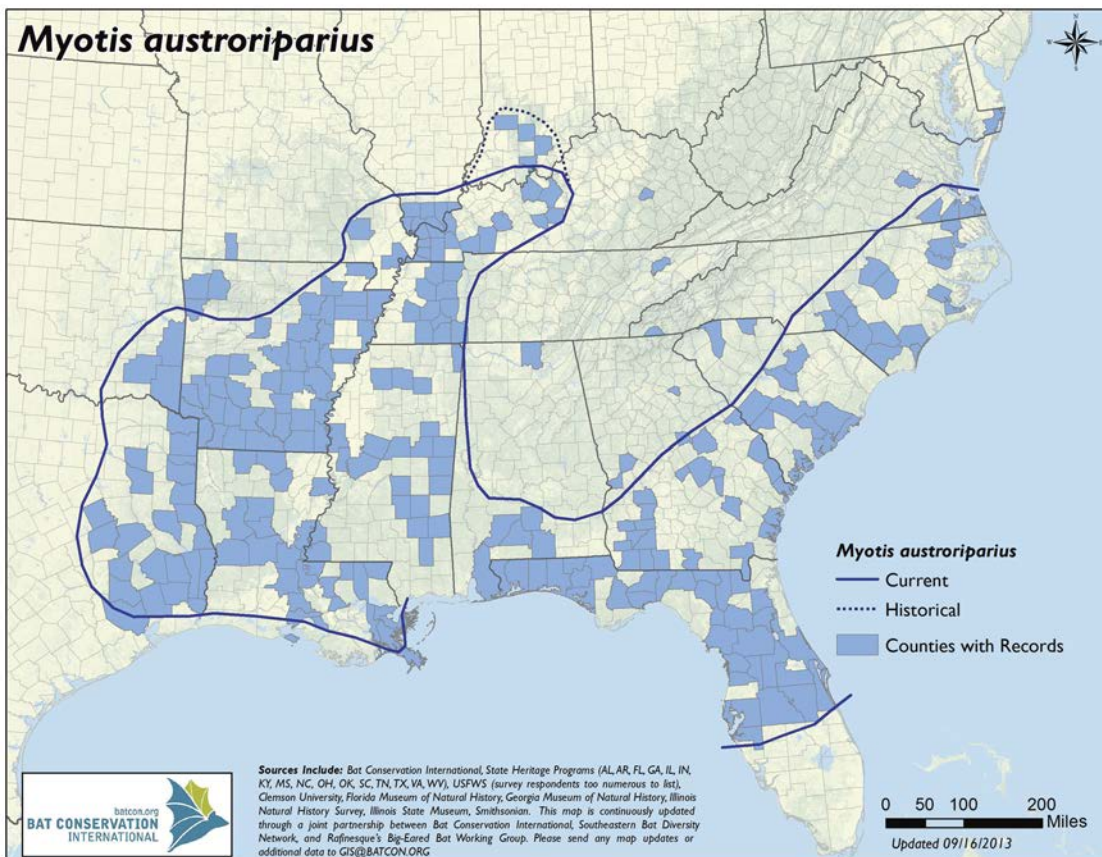 Myotis austroriparius
N
W
E
S
Myotis austroriparius
Current
Historical
Counties with Records
Sources Include: Bat Conservation International, State Heritage Programs (AL, AR, FL, GA, IL, IN,
KY, MS, NC, OH, OK, SC, TN, TX, VA, WV), USFWS (survey respondents too numerous to list),
Clemson University, Florida Museum of Natural History, Georgia Museum of Natural History, Illinois
Natural History Survey, Illinois State Museum, Smithsonian. This map is continuously updated
through a joint partnership between Bat Conservation International, Southeastern Bat Diversity
Network, and Rafinesque's Big-Eared Bat Working Group. Please send any map updates or
additional data to GIS@BATCON.ORG
batcon.org
BAT CONSERVATION
INTERNATIONAL
0 50 100 200
Miles
Updated 09/16/2013